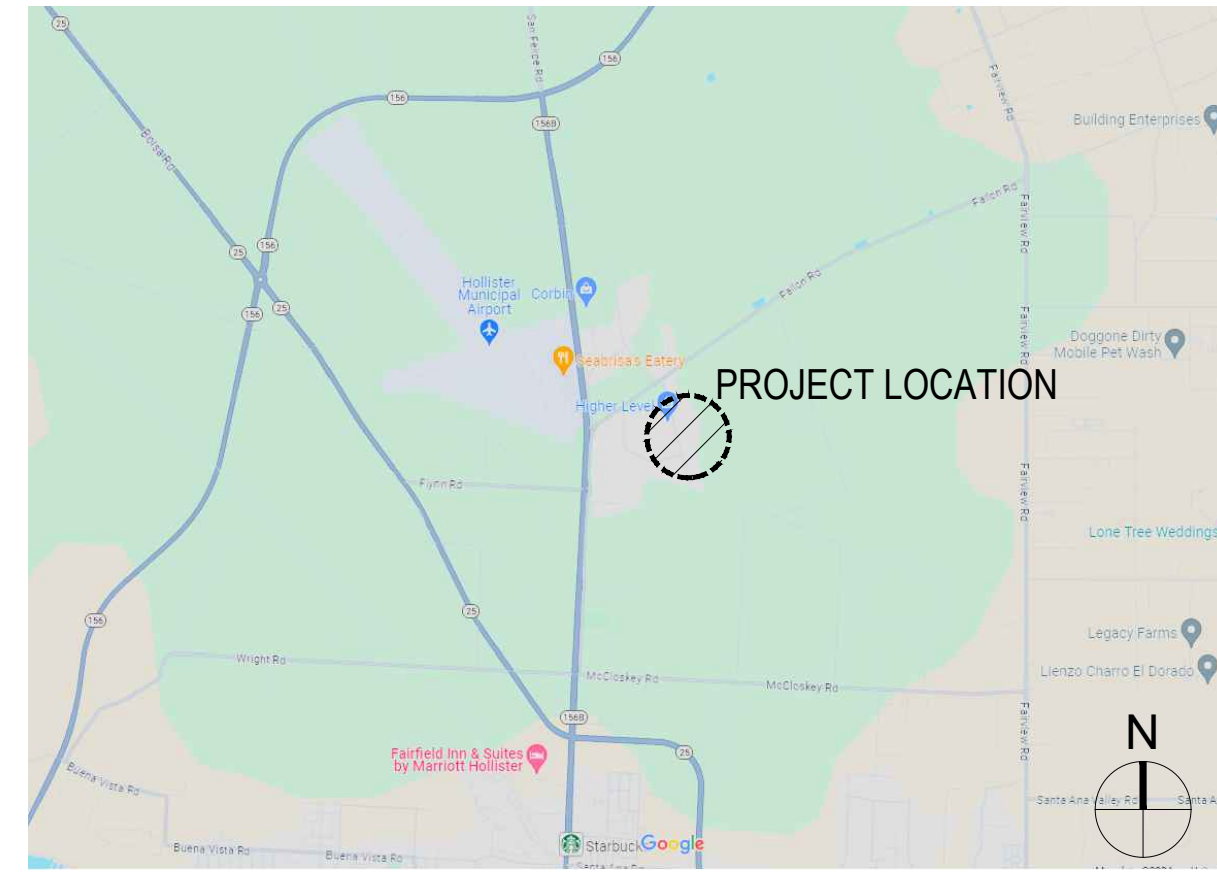 25
San Felipe Rd
156
156
156B
Fairview Rd
Building Enterprises
Bolsa Rd
Fallon Rd
Fairview Rd
25
156
Hollister
Municipal
Airport
Corbin
Fallon Rd
156
25
Fairview Rd
Doggone Dirty
Mobile Pet Wash
Seabrisa's Eatery
PROJECT LOCATION
Higher Level
Flynn Rd
Fairview Rd
Lone Tree Weddings
25
156
Legacy Farms
Wright Rd
McCloskey Rd
McCloskey Rd
Lienzo Charro El Dorado
156B
Fairview Rd
N
Fairfield Inn & Suites
by Marriott Hollister
25
Buena Vista Rd
Santa Ana Valley Rd
Santa A
Buena Vista Rd
Buena Vista Rd
Starbuck
Google